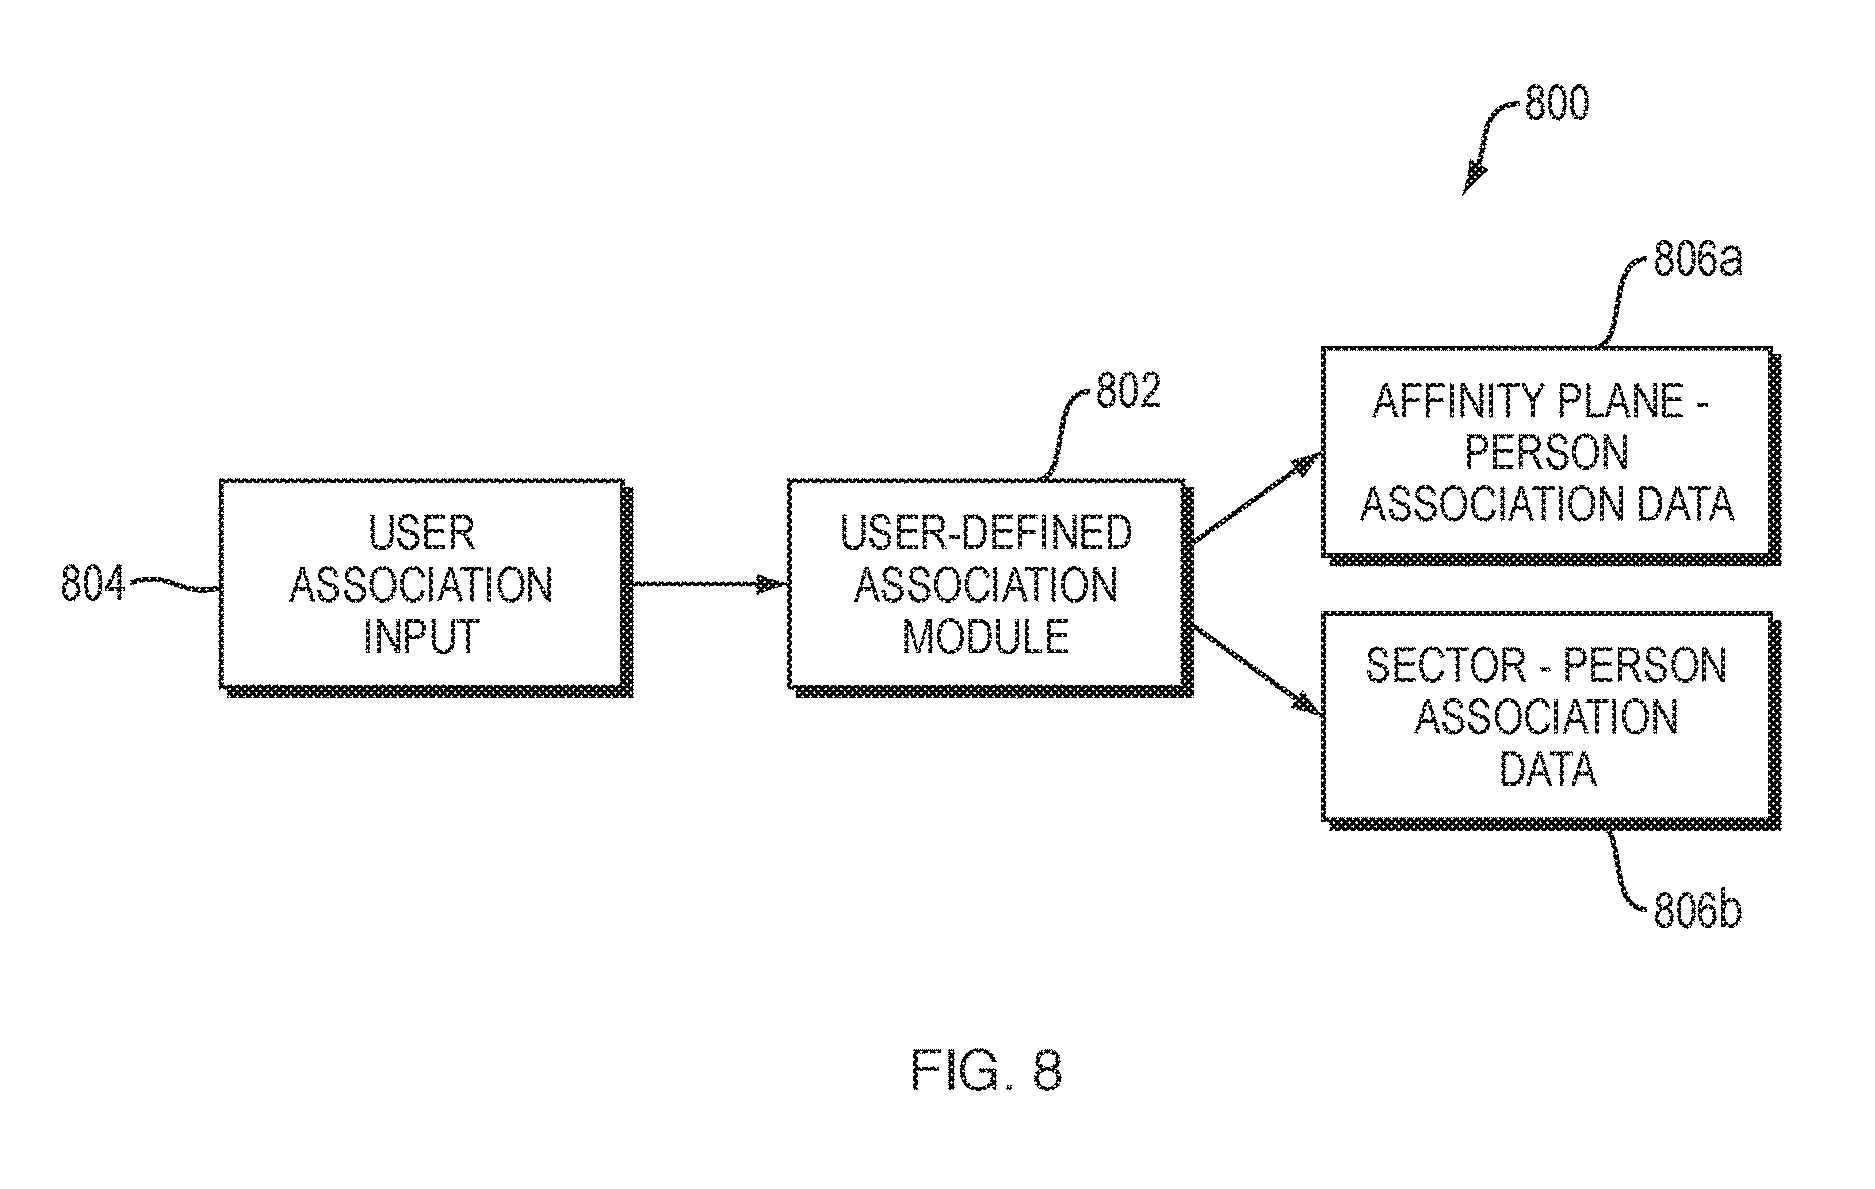 800
806a
AFFINITY PLANE -
PERSON
ASSOCIATION DATA
802
USER-DEFINED
ASSOCIATION
MODULE
804
USER
ASSOCIATION
INPUT
SECTOR - PERSON
ASSOCIATION
DATA
806b
FIG. 8